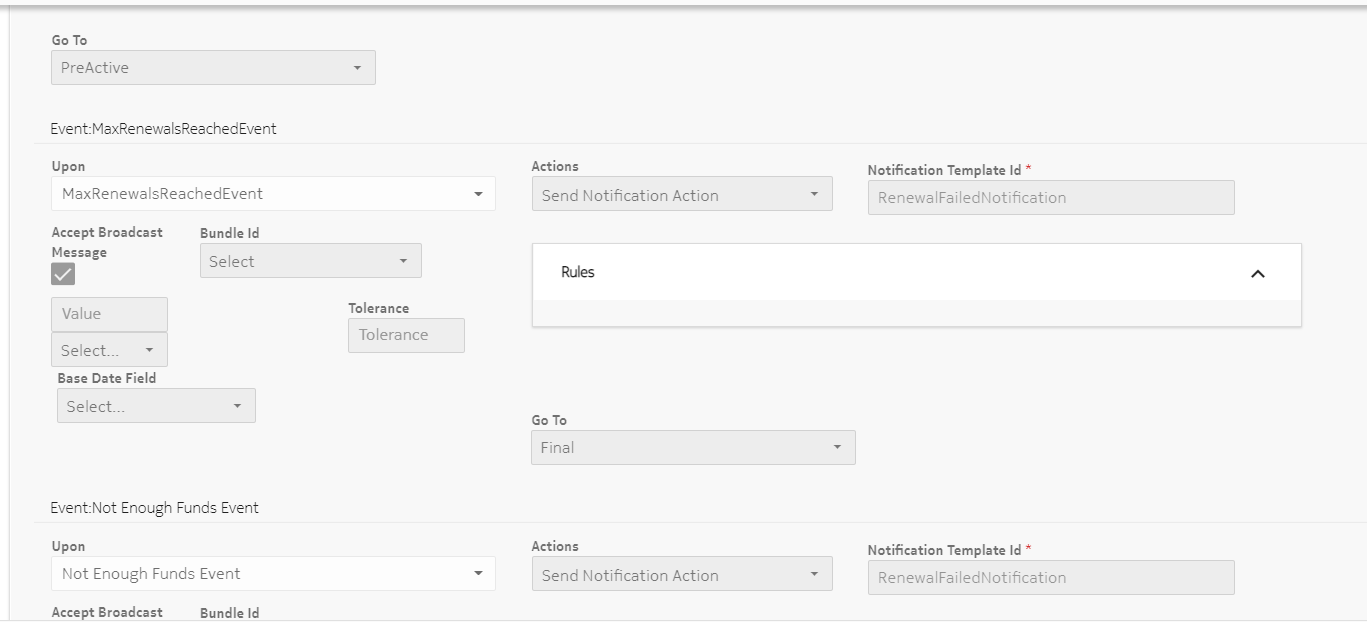 Go To
PreActive
Event:MaxRenewalsReachedEvent
Upon
Actions
Notification Template Id *
MaxRenewalsReachedEvent
Send Notification Action
RenewalFailedNotification
Accept Broadcast
Message
Bundle Id
Select
Rules
Value
Tolerance
Tolerance
Select...
Base Date Field
Select...
Go To
Final
Event:Not Enough Funds Event
Upon
Actions
Notification Template Id *
Not Enough Funds Event
Send Notification Action
RenewalFailedNotification
Accept Broadcast
Bundle Id